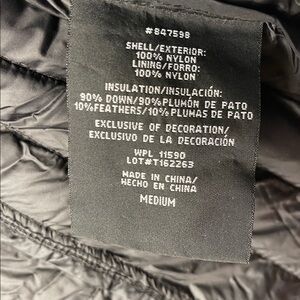 #847598
SHELL/EXTERIOR:
100% NYLON
LINING/FORRO:
100% NYLON
INSULATION/INSULACIÓN:
90% DOWN/90% PLUMÓN DE PATO
10% FEATHERS/10% PLUMAS DE PATO
EXCLUSIVE OF DECORATION/
EXCLUSIVO DE LA DECORACIÓN
WPL 11590
LOT#T162263
MADE IN CHINA/
HECHO EN CHINA
MEDIUM